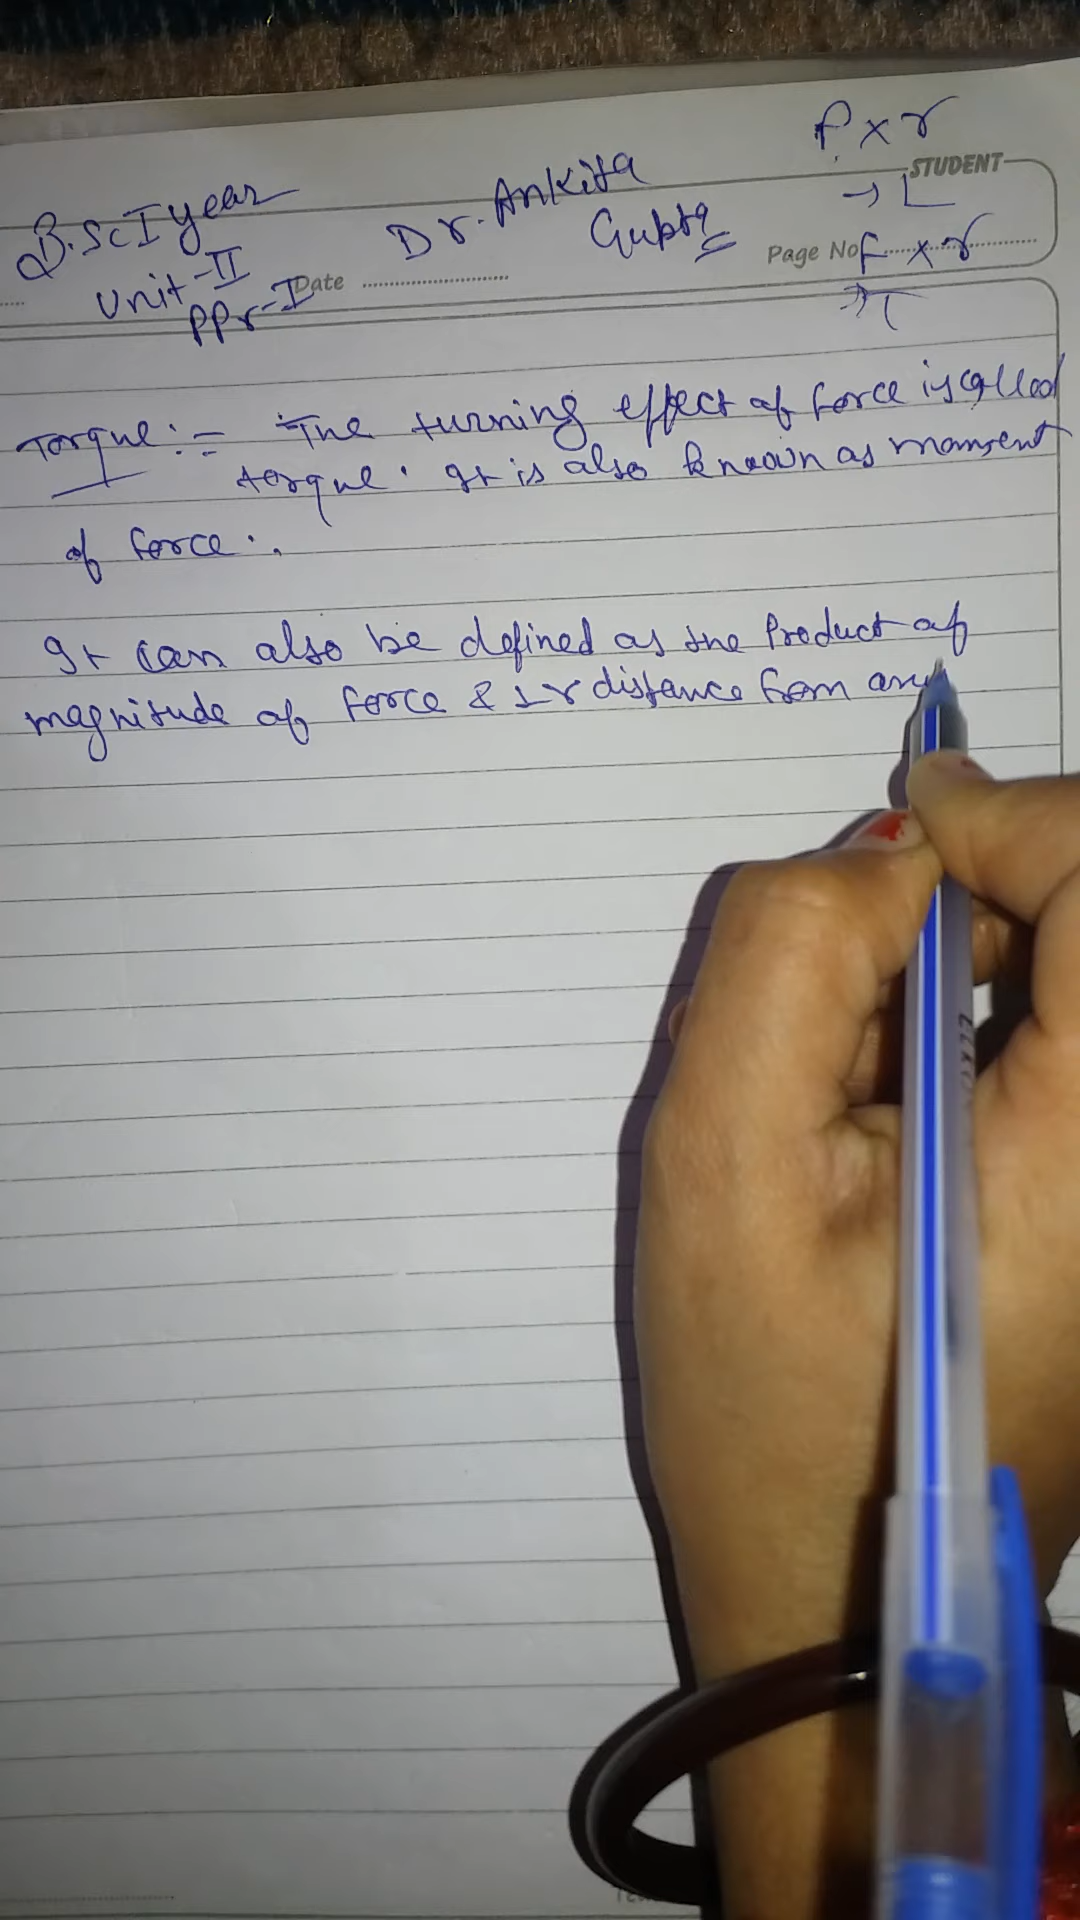 P x r
STUDENT
→ L
B.Sc I year
Dr. Ankita
Gupta
Unit-II
Page No. F x r
PPr-I
Date
→ τ
Torque :- The turning effect of force is called
torque. It is also known as moment
of force.
It can also be defined as the Product of
magnitude of force & ⊥r distance from any